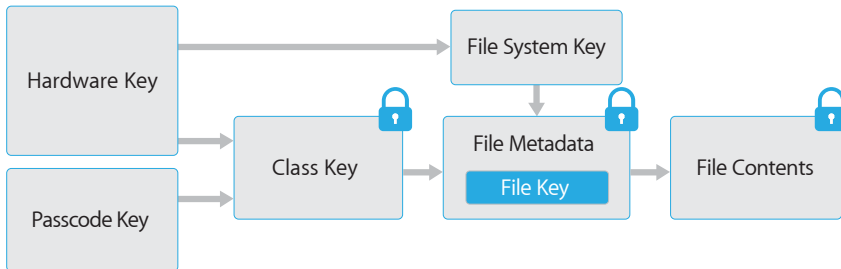 File System Key
Hardware Key
File Metadata
Class Key
File Contents
File Key
Passcode Key